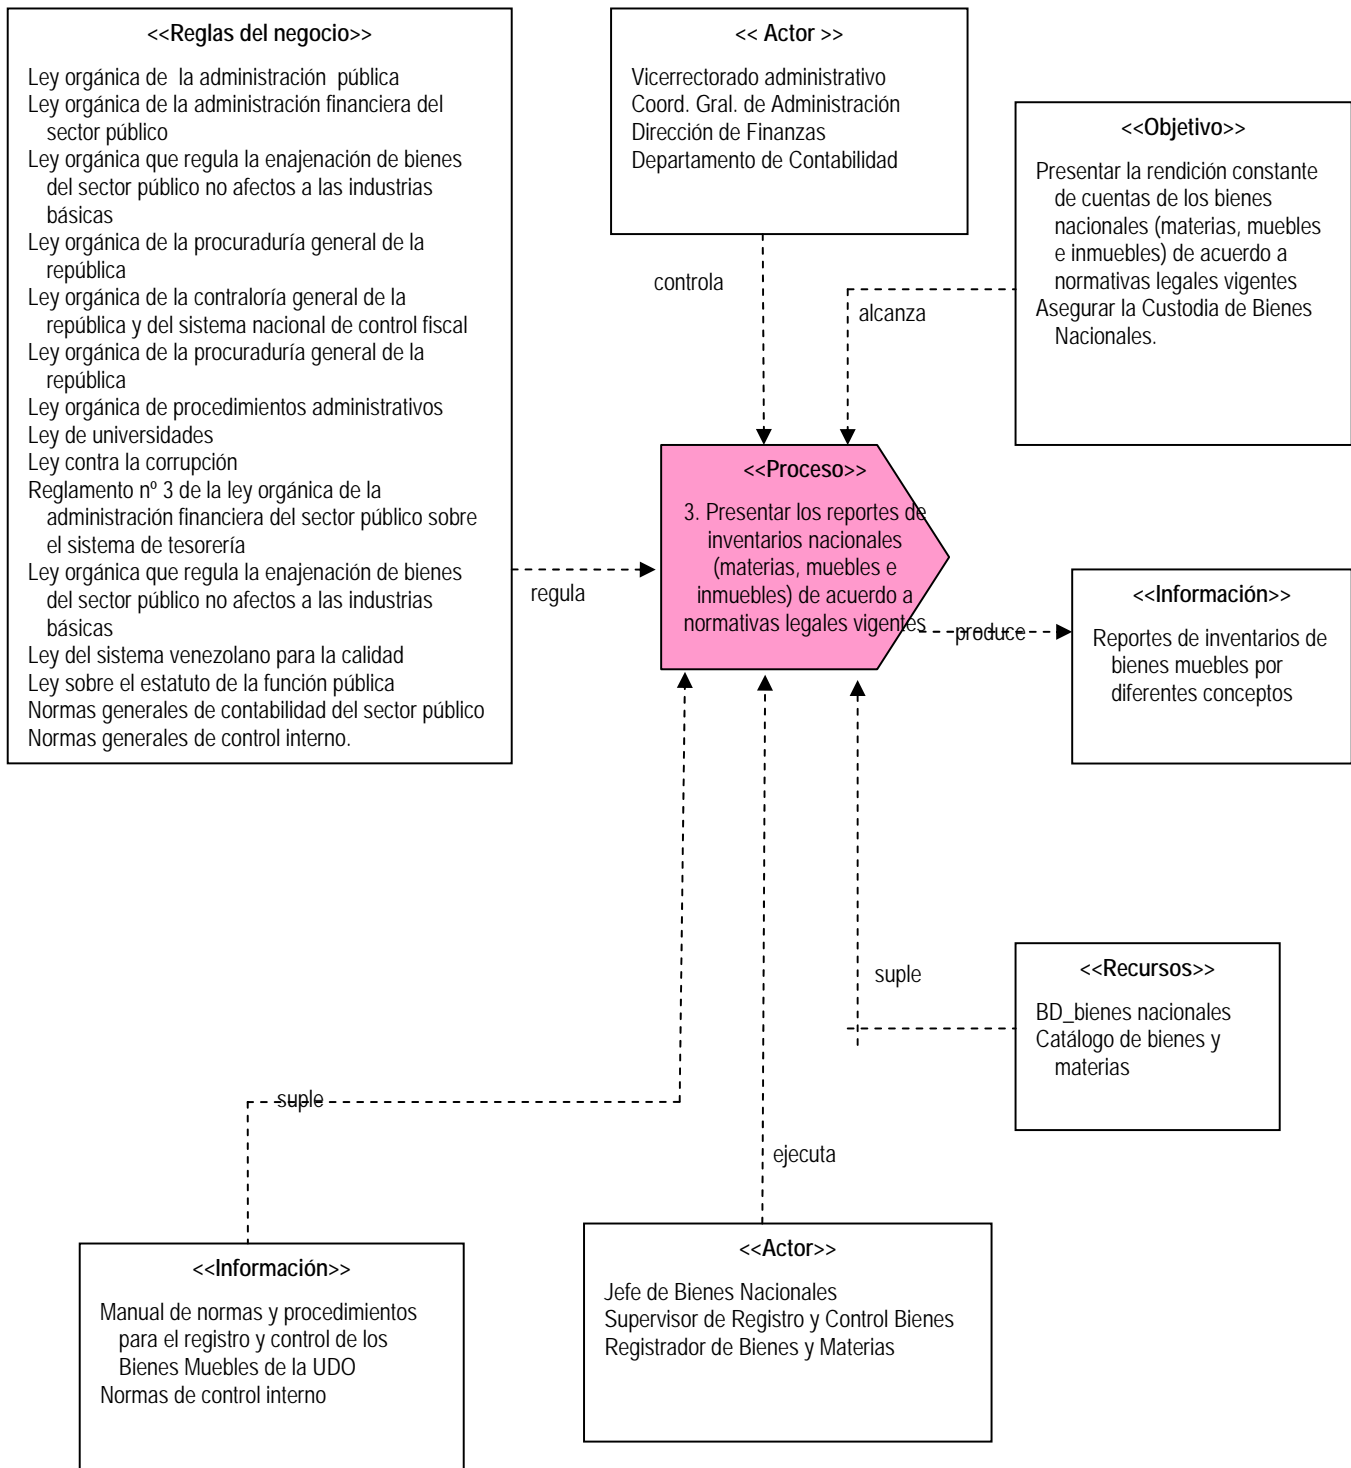 <<Reglas del negocio>>
Ley orgánica de la administración pública
Ley orgánica de la administración financiera del
sector público
Ley orgánica que regula la enajenación de bienes
del sector público no afectos a las industrias
básicas
Ley orgánica de la procuraduría general de la
república
Ley orgánica de la contraloría general de la
república y del sistema nacional de control fiscal
Ley orgánica de la procuraduría general de la
república
Ley orgánica de procedimientos administrativos
Ley de universidades
Ley contra la corrupción
Reglamento nº 3 de la ley orgánica de la
administración financiera del sector público sobre
el sistema de tesorería
Ley orgánica que regula la enajenación de bienes
del sector público no afectos a las industrias
básicas
Ley del sistema venezolano para la calidad
Ley sobre el estatuto de la función pública
Normas generales de contabilidad del sector público
Normas generales de control interno.
<< Actor >>
Vicerrectorado administrativo
Coord. Gral. de Administración
Dirección de Finanzas
Departamento de Contabilidad
<<Objetivo>>
Presentar la rendición constante
de cuentas de los bienes
nacionales (materias, muebles
e inmuebles) de acuerdo a
normativas legales vigentes
Asegurar la Custodia de Bienes
Nacionales.
controla
alcanza
<<Proceso>>
3. Presentar los reportes de
inventarios nacionales
(materias, muebles e
inmuebles) de acuerdo a
normativas legales vigentes
regula
produce
<<Información>>
Reportes de inventarios de
bienes muebles por
diferentes conceptos
suple
<<Recursos>>
BD_bienes nacionales
Catálogo de bienes y
materias
suple
ejecuta
<<Información>>
Manual de normas y procedimientos
para el registro y control de los
Bienes Muebles de la UDO
Normas de control interno
<<Actor>>
Jefe de Bienes Nacionales
Supervisor de Registro y Control Bienes
Registrador de Bienes y Materias